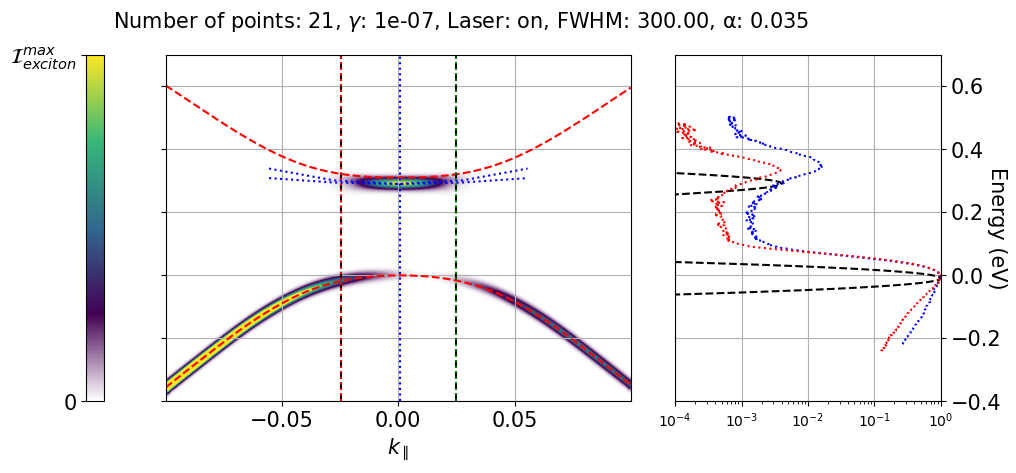 Number of points: 21, γ: 1e-07, Laser: on, FWHM: 300.00, α: 0.035
$\mathcal{I}_{exciton}^{max}$
0
−0.05 0.00 0.05
$k_{\parallel}$
0.6
0.4
0.2
0.0
−0.2
−0.4
Energy (eV)
$10^{-4}$ $10^{-3}$ $10^{-2}$ $10^{-1}$ $10^{0}$